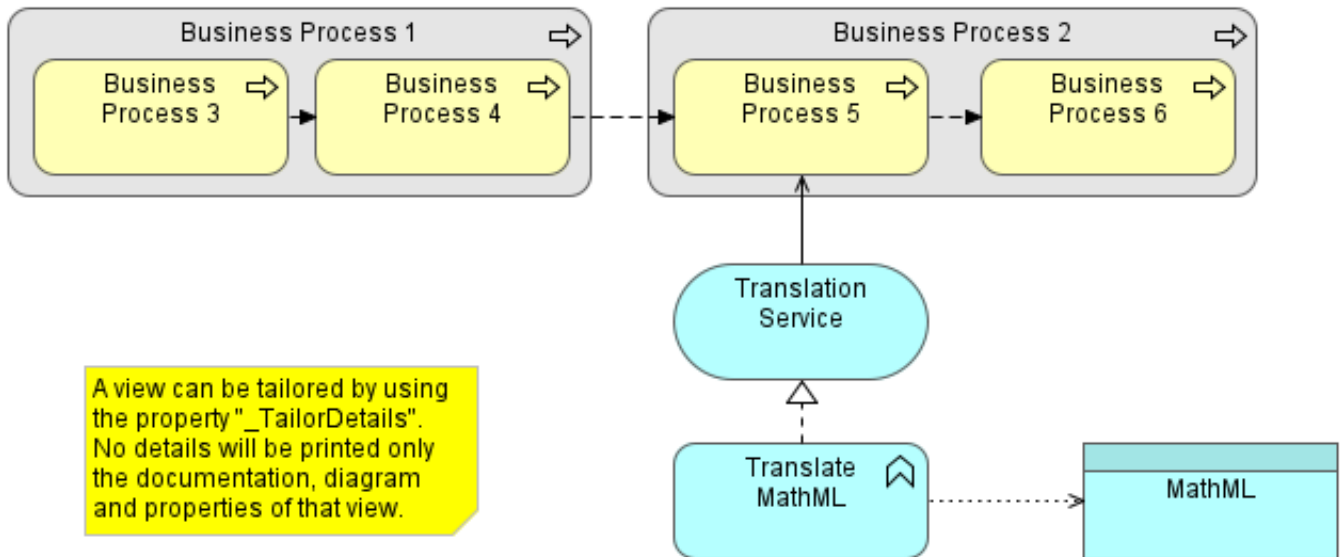 Business Process 1
Business Process 2
Business
Process 3
Business
Process 4
Business
Process 5
Business
Process 6
Translation
Service
A view can be tailored by using
the property "_TailorDetails".
No details will be printed only
the documentation, diagram
and properties of that view.
Translate
MathML
MathML